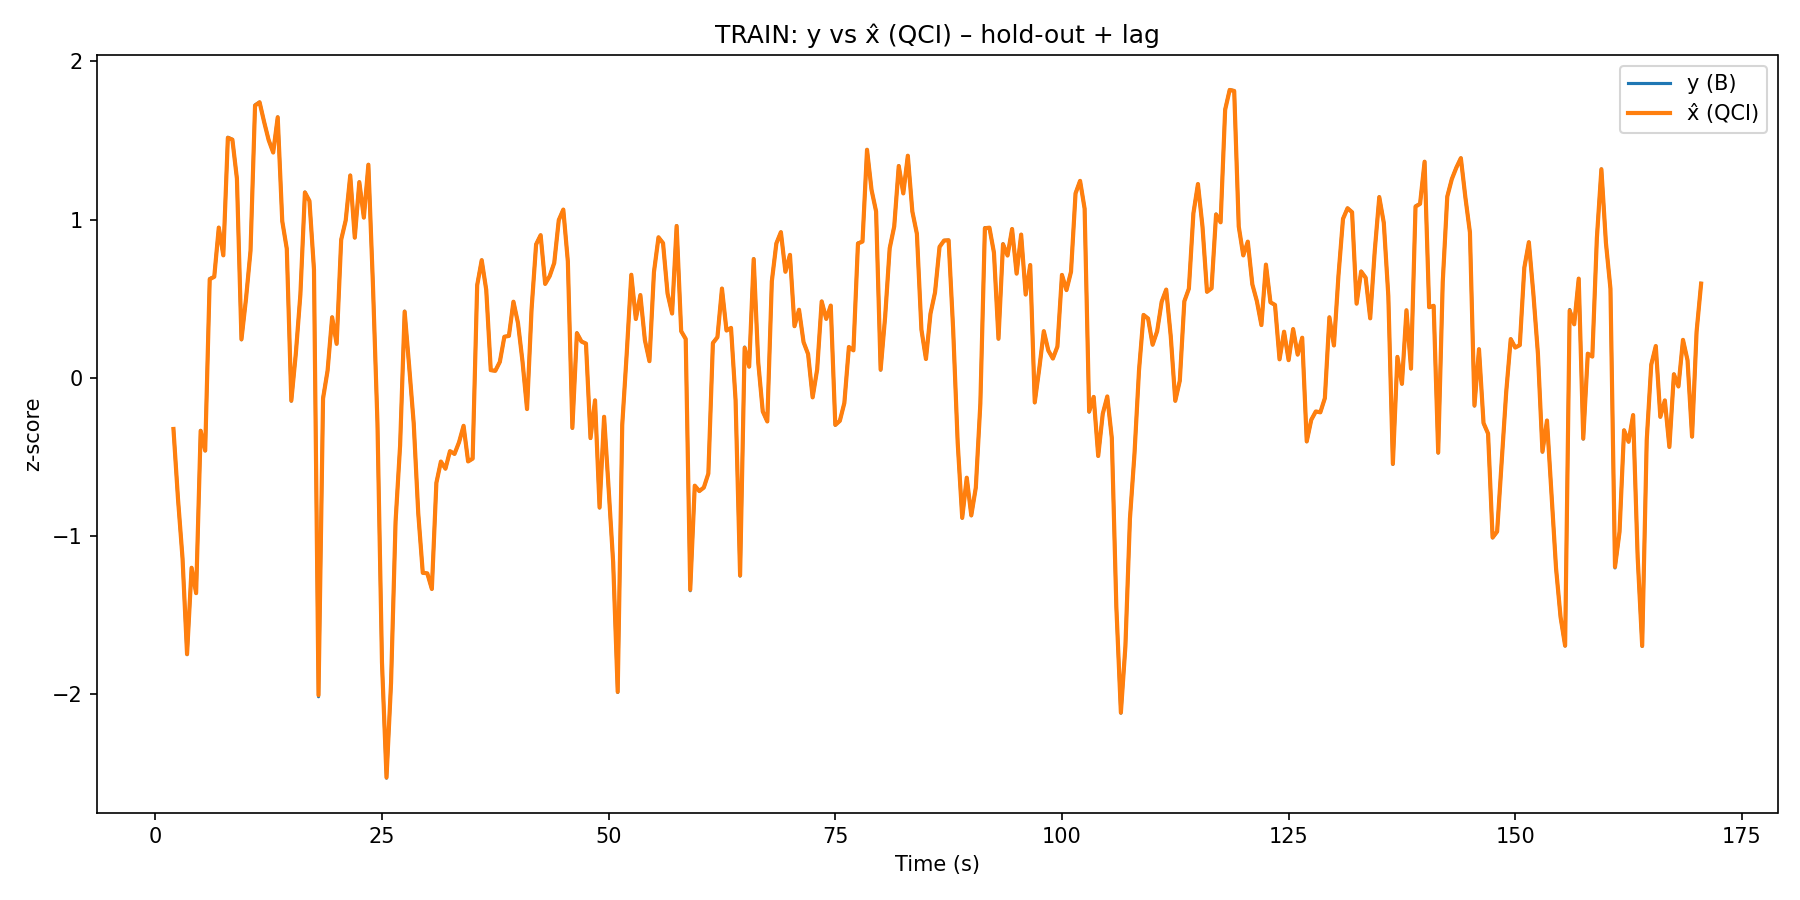 TRAIN: y vs x̂ (QCI) – hold-out + lag
y (B)
x̂ (QCI)
z-score
2
1
0
−1
−2
0 25 50 75 100 125 150 175
Time (s)